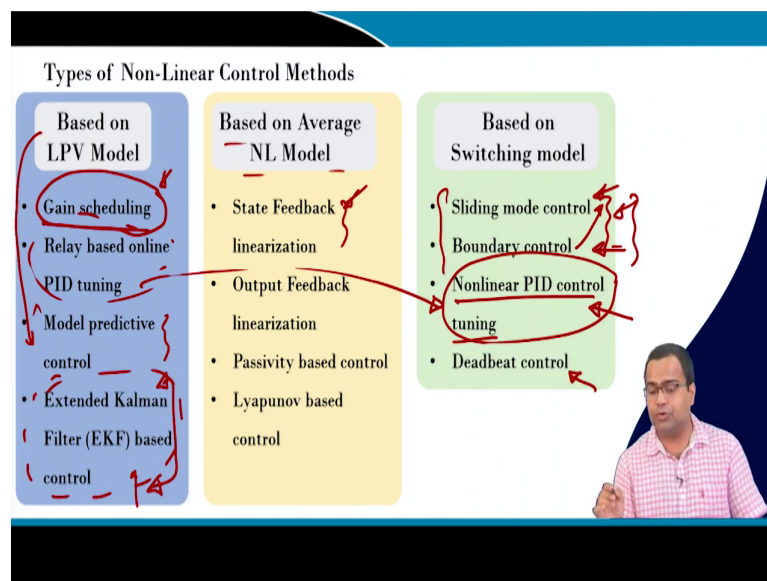 Types of Non-Linear Control Methods
Based on
LPV Model
• Gain scheduling
• Relay based online
PID tuning
• Model predictive
control
• Extended Kalman
Filter (EKF) based
control
Based on Average
NL Model
• State Feedback
linearization
• Output Feedback
linearization
• Passivity based control
• Lyapunov based
control
Based on
Switching model
• Sliding mode control
• Boundary control
• Nonlinear PID control
tuning
• Deadbeat control